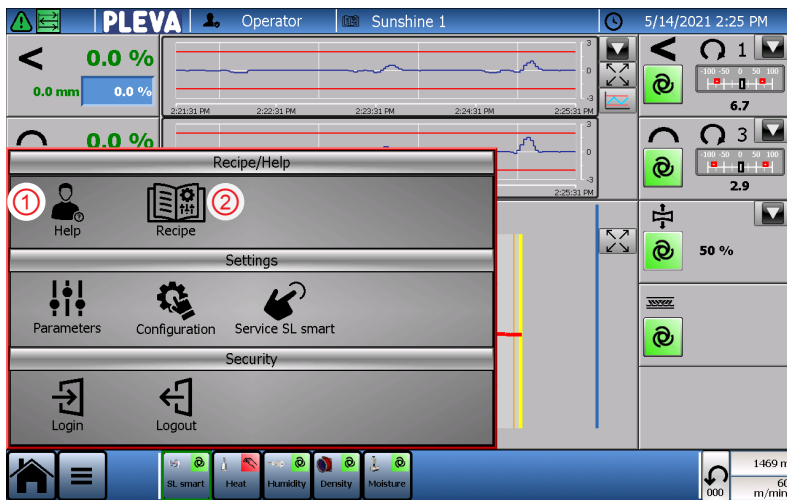 PLEVA Operator Sunshine 1 5/14/2021 2:25 PM
0.0 %
0.0 mm 0.0 %
3
0
-3
2:21:31 PM 2:22:31 PM 2:23:31 PM 2:24:31 PM 2:25:31 PM
1
-100 -50 0 50 100
6.7
0.0 %
3
0
-3
2:25:31 PM
3
-100 -50 0 50 100
2.9
50 %
Recipe/Help
1 2
Help Recipe
Settings
Parameters Configuration Service SL smart
Security
Login Logout
SL smart Heat Humidity Density Moisture
000
1469 m
60
m/min